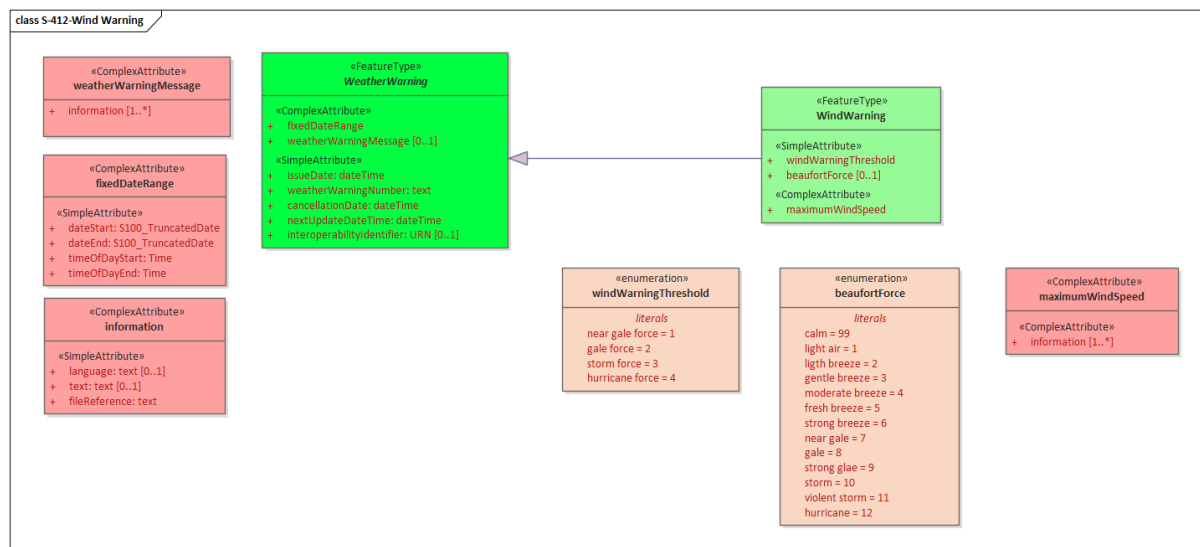 class S-412-Wind Warning
«ComplexAttribute»
weatherWarningMessage
+ information [1..*]
«ComplexAttribute»
fixedDateRange
«SimpleAttribute»
+ dateStart: S100_TruncatedDate
+ dateEnd: S100_TruncatedDate
+ timeOfDayStart: Time
+ timeOfDayEnd: Time
«ComplexAttribute»
information
«SimpleAttribute»
+ language: text [0..1]
+ text: text [0..1]
+ fileReference: text
«FeatureType»
WeatherWarning
«ComplexAttribute»
+ fixedDateRange
+ weatherWarningMessage [0..1]
«SimpleAttribute»
+ issueDate: dateTime
+ weatherWarningNumber: text
+ cancellationDate: dateTime
+ nextUpdateDateTime: dateTime
+ interoperabilityIdentifier: URN [0..1]
«FeatureType»
WindWarning
«SimpleAttribute»
+ windWarningThreshold
+ beaufortForce [0..1]
«ComplexAttribute»
+ maximumWindSpeed
«enumeration»
windWarningThreshold
literals
near gale force = 1
gale force = 2
storm force = 3
hurricane force = 4
«enumeration»
beaufortForce
literals
calm = 99
light air = 1
ligth breeze = 2
gentle breeze = 3
moderate breeze = 4
fresh breeze = 5
strong breeze = 6
near gale = 7
gale = 8
strong glae = 9
storm = 10
violent storm = 11
hurricane = 12
«ComplexAttribute»
maximumWindSpeed
«ComplexAttribute»
+ information [1..*]